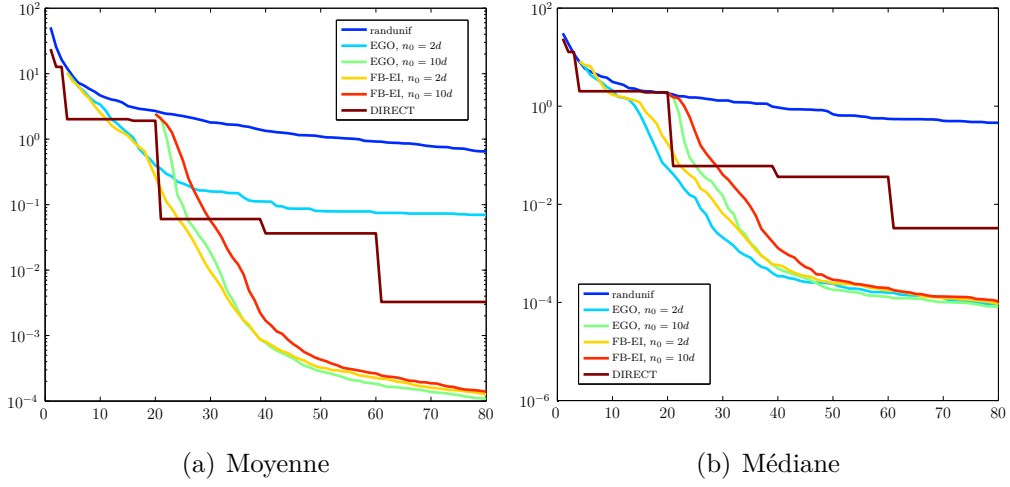 10^2
10^1
10^0
10^-1
10^-2
10^-3
10^-4
0 10 20 30 40 50 60 70 80
randunif
EGO, n_0 = 2d
EGO, n_0 = 10d
FB-EI, n_0 = 2d
FB-EI, n_0 = 10d
DIRECT
(a) Moyenne
10^2
10^0
10^-2
10^-4
10^-6
0 10 20 30 40 50 60 70 80
randunif
EGO, n_0 = 2d
EGO, n_0 = 10d
FB-EI, n_0 = 2d
FB-EI, n_0 = 10d
DIRECT
(b) Médiane